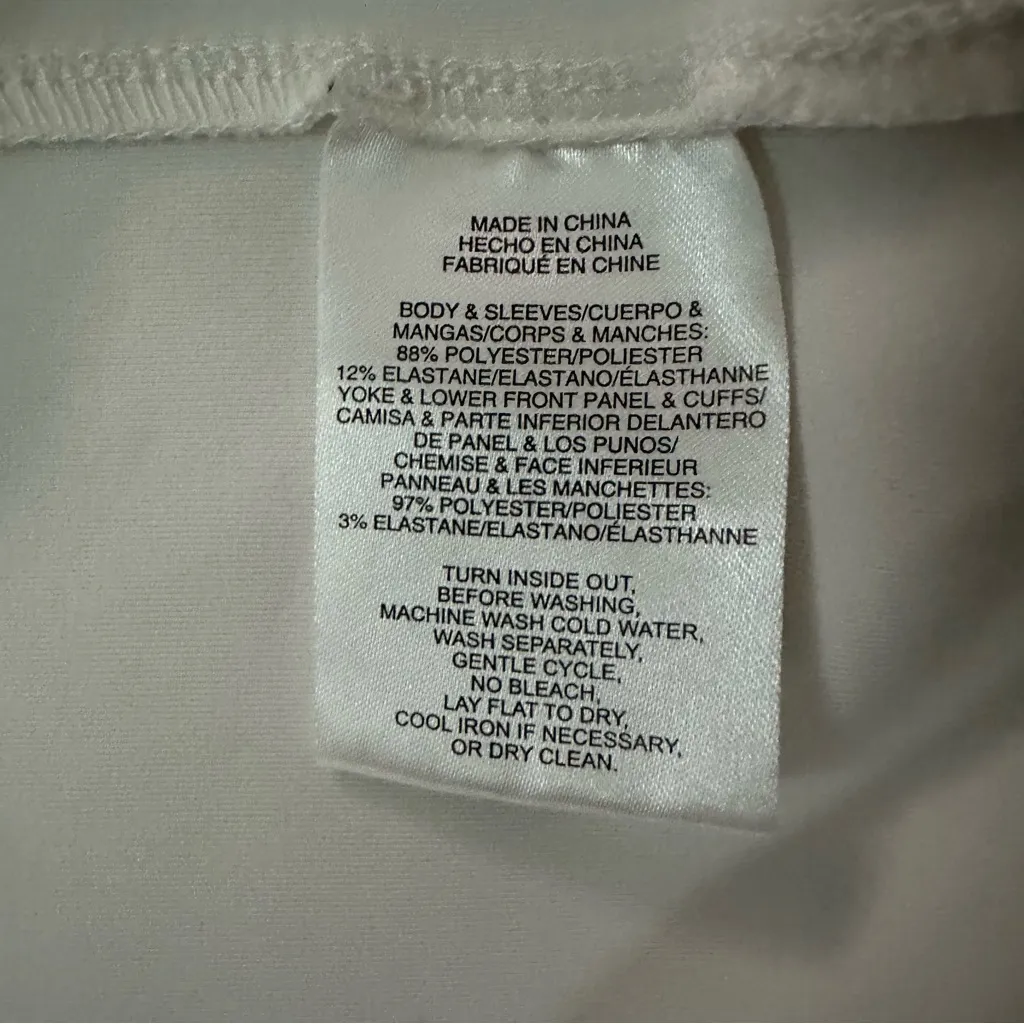 MADE IN CHINA
HECHO EN CHINA
FABRIQUÉ EN CHINE
BODY & SLEEVES/CUERPO &
MANGAS/CORPS & MANCHES:
88% POLYESTER/POLIESTER
12% ELASTANE/ELASTANO/ÉLASTHANNE
YOKE & LOWER FRONT PANEL & CUFFS/
CAMISA & PARTE INFERIOR DELANTERO
DE PANEL & LOS PUNOS/
CHEMISE & FACE INFERIEUR
PANNEAU & LES MANCHETTES:
97% POLYESTER/POLIESTER
3% ELASTANE/ELASTANO/ÉLASTHANNE
TURN INSIDE OUT,
BEFORE WASHING,
MACHINE WASH COLD WATER,
WASH SEPARATELY,
GENTLE CYCLE,
NO BLEACH,
LAY FLAT TO DRY,
COOL IRON IF NECESSARY,
OR DRY CLEAN.